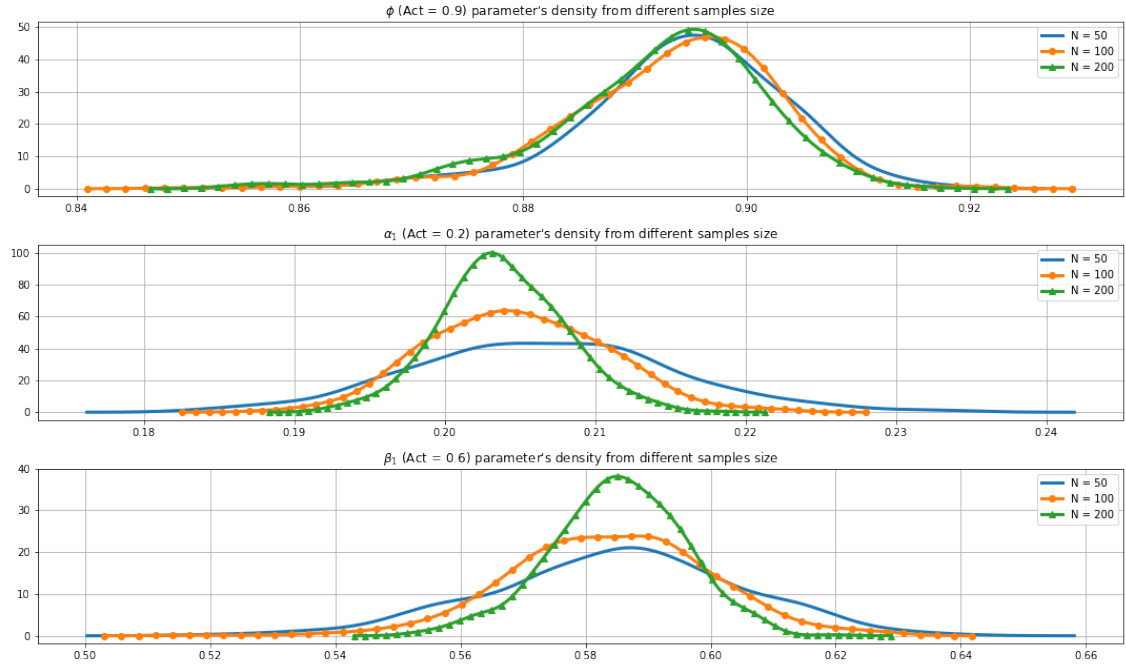 ϕ (Act = 0.9) parameter's density from different samples size
50
40
30
20
10
0
N = 50
N = 100
N = 200
0.84 0.86 0.88 0.90 0.92
α₁ (Act = 0.2) parameter's density from different samples size
100
80
60
40
20
0
N = 50
N = 100
N = 200
0.18 0.19 0.20 0.21 0.22 0.23 0.24
β₁ (Act = 0.6) parameter's density from different samples size
40
30
20
10
0
N = 50
N = 100
N = 200
0.50 0.52 0.54 0.56 0.58 0.60 0.62 0.64 0.66